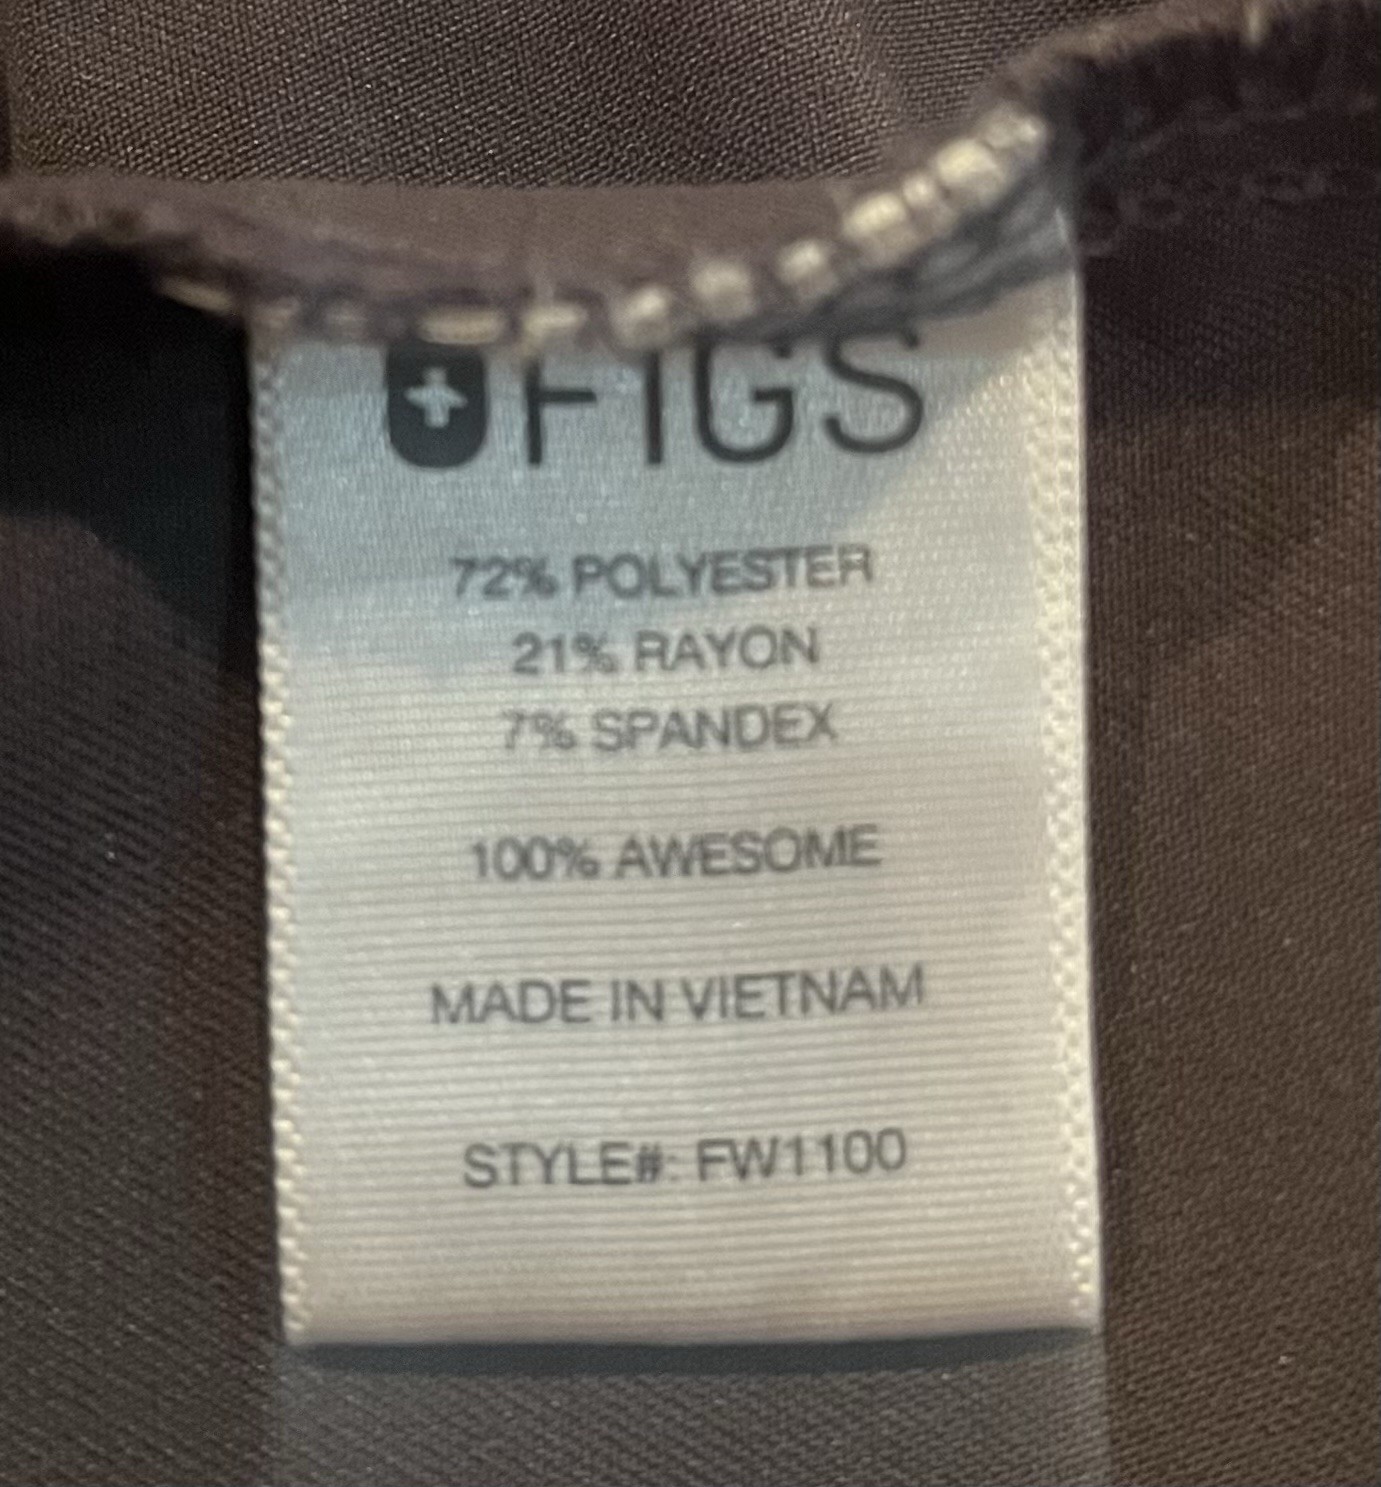 FIGS
72% POLYESTER
21% RAYON
7% SPANDEX
100% AWESOME
MADE IN VIETNAM
STYLE#: FW1100